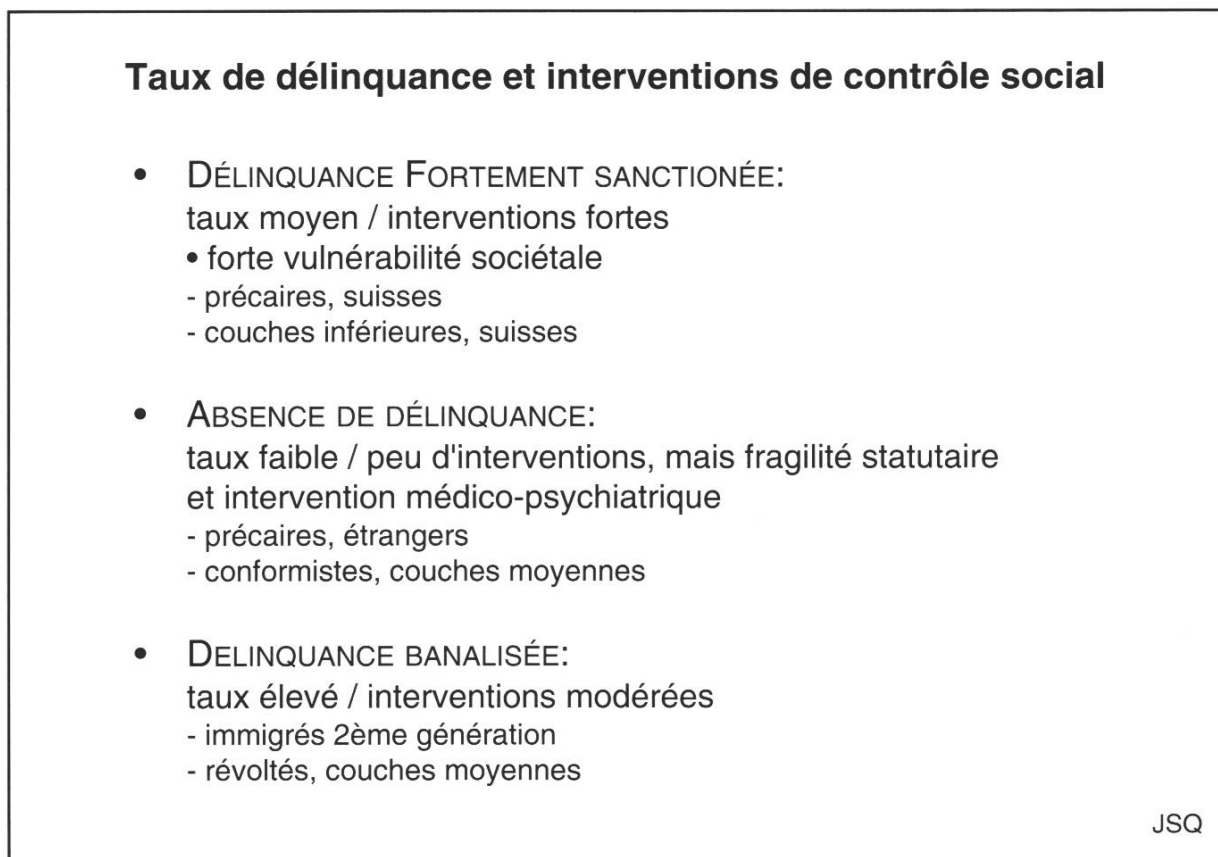 Taux de délinquance et interventions de contrôle social
• DÉLINQUANCE FORTEMENT SANCTIONÉE:
taux moyen / interventions fortes
• forte vulnérabilité sociétale
- précaires, suisses
- couches inférieures, suisses
• ABSENCE DE DÉLINQUANCE:
taux faible / peu d'interventions, mais fragilité statutaire
et intervention médico-psychiatrique
- précaires, étrangers
- conformistes, couches moyennes
• DELINQUANCE BANALISÉE:
taux élevé / interventions modérées
- immigrés 2ème génération
- révoltés, couches moyennes
JSQ